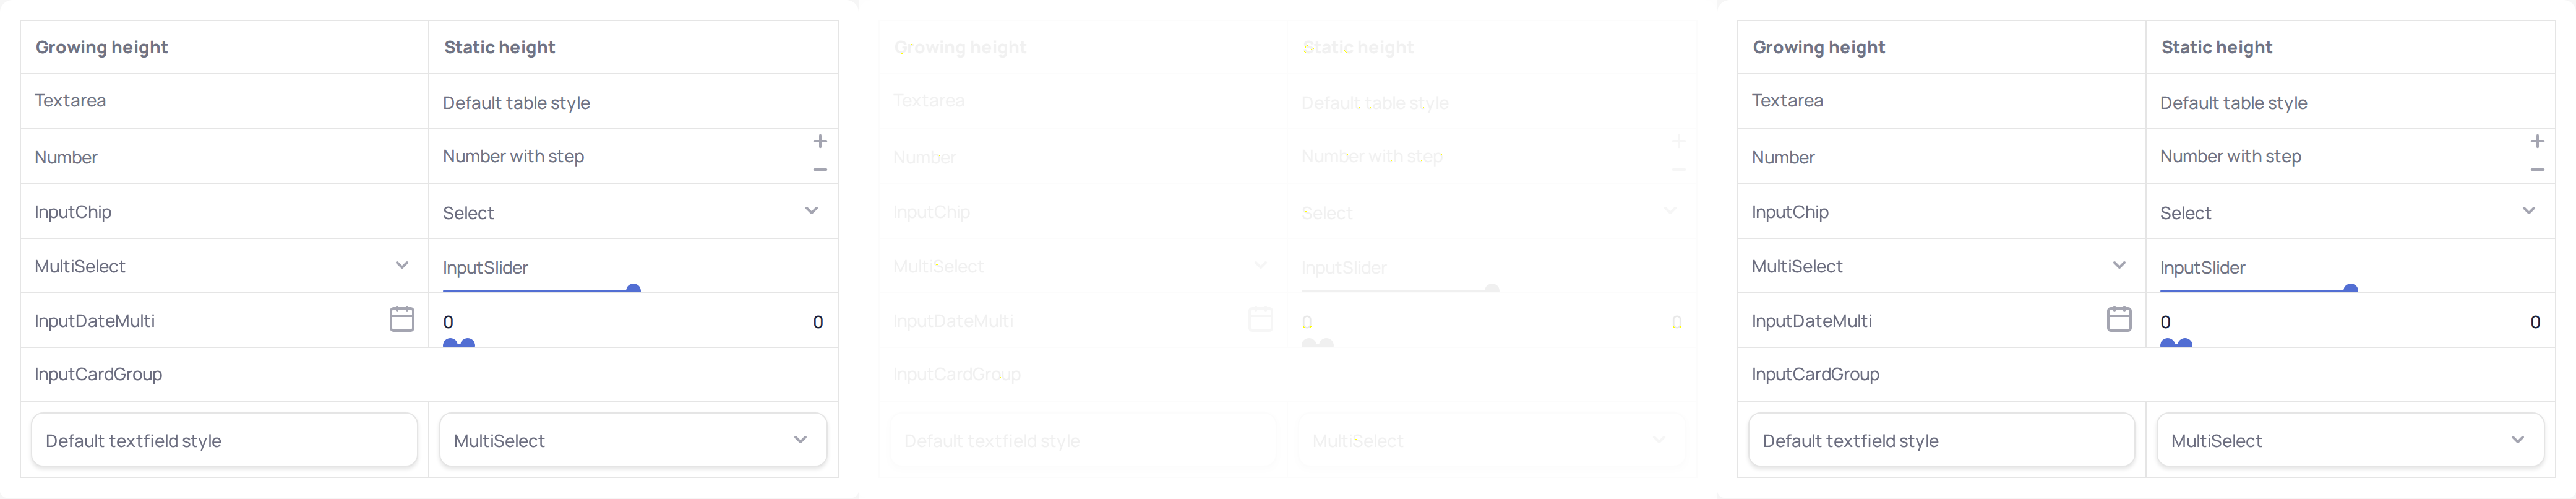 Growing height Static height
Textarea Default table style
Number Number with step
InputChip Select
MultiSelect InputSlider
InputDateMulti 0 0
InputCardGroup
Default textfield style MultiSelect
Growing height Static height
Textarea Default table style
Number Number with step
InputChip Select
MultiSelect InputSlider
InputDateMulti 0 0
InputCardGroup
Default textfield style MultiSelect
Growing height Static height
Textarea Default table style
Number Number with step
InputChip Select
MultiSelect InputSlider
InputDateMulti 0 0
InputCardGroup
Default textfield style MultiSelect